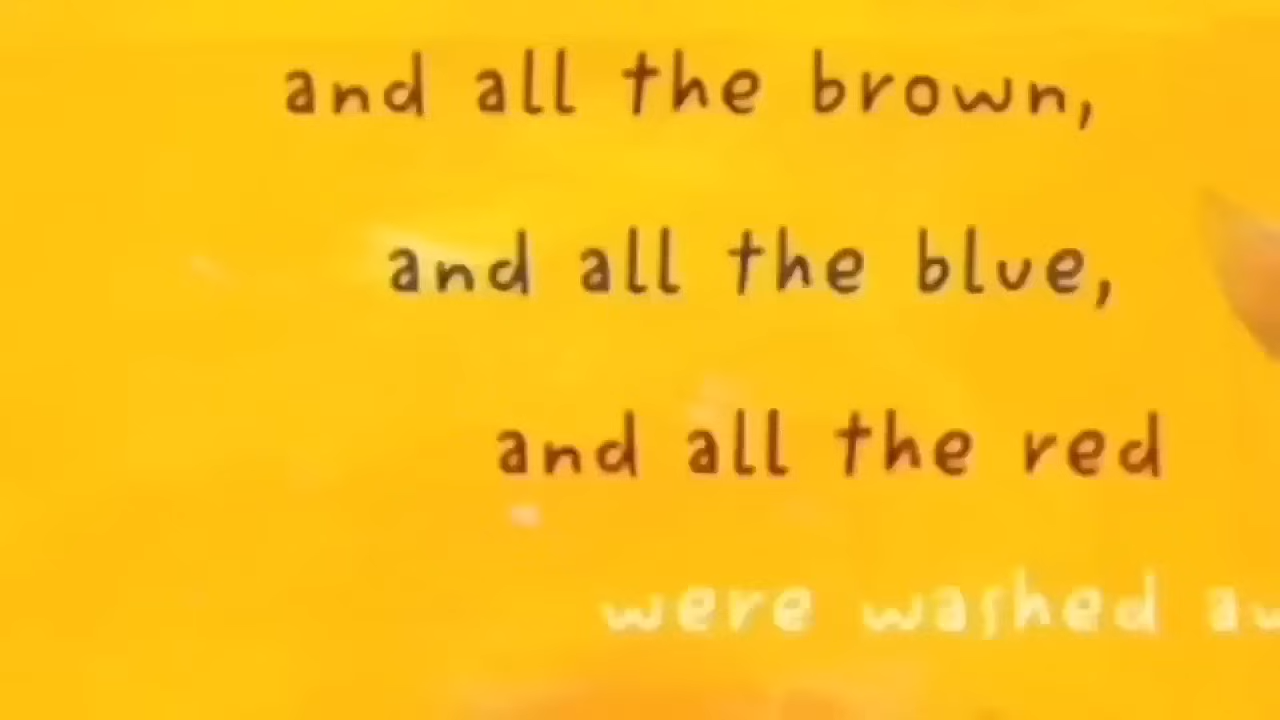 and all the brown,
and all the blue,
and all the red
were washed